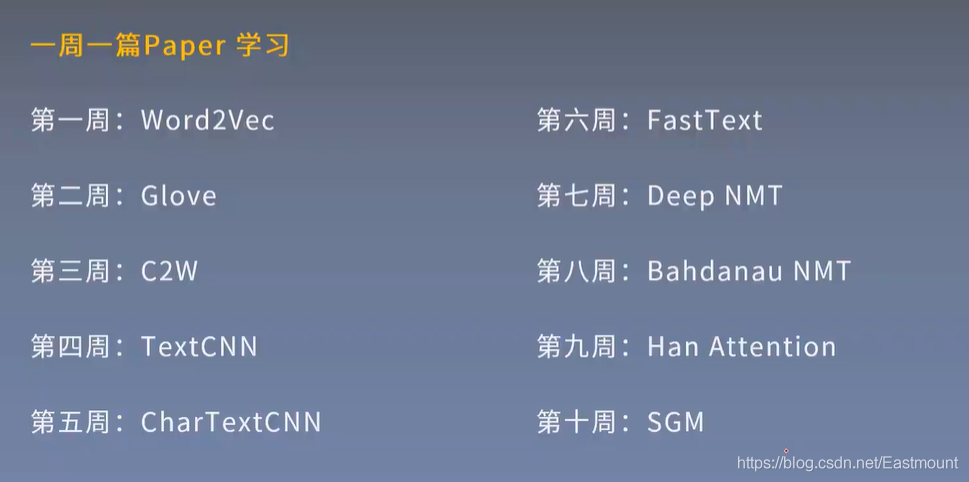 一周一篇Paper 学习
第一周：Word2Vec
第二周：Glove
第三周：C2W
第四周：TextCNN
第五周：CharTextCNN
第六周：FastText
第七周：Deep NMT
第八周：Bahdanau NMT
第九周：Han Attention
第十周：SGM
https://blog.csdn.net/Eastmount